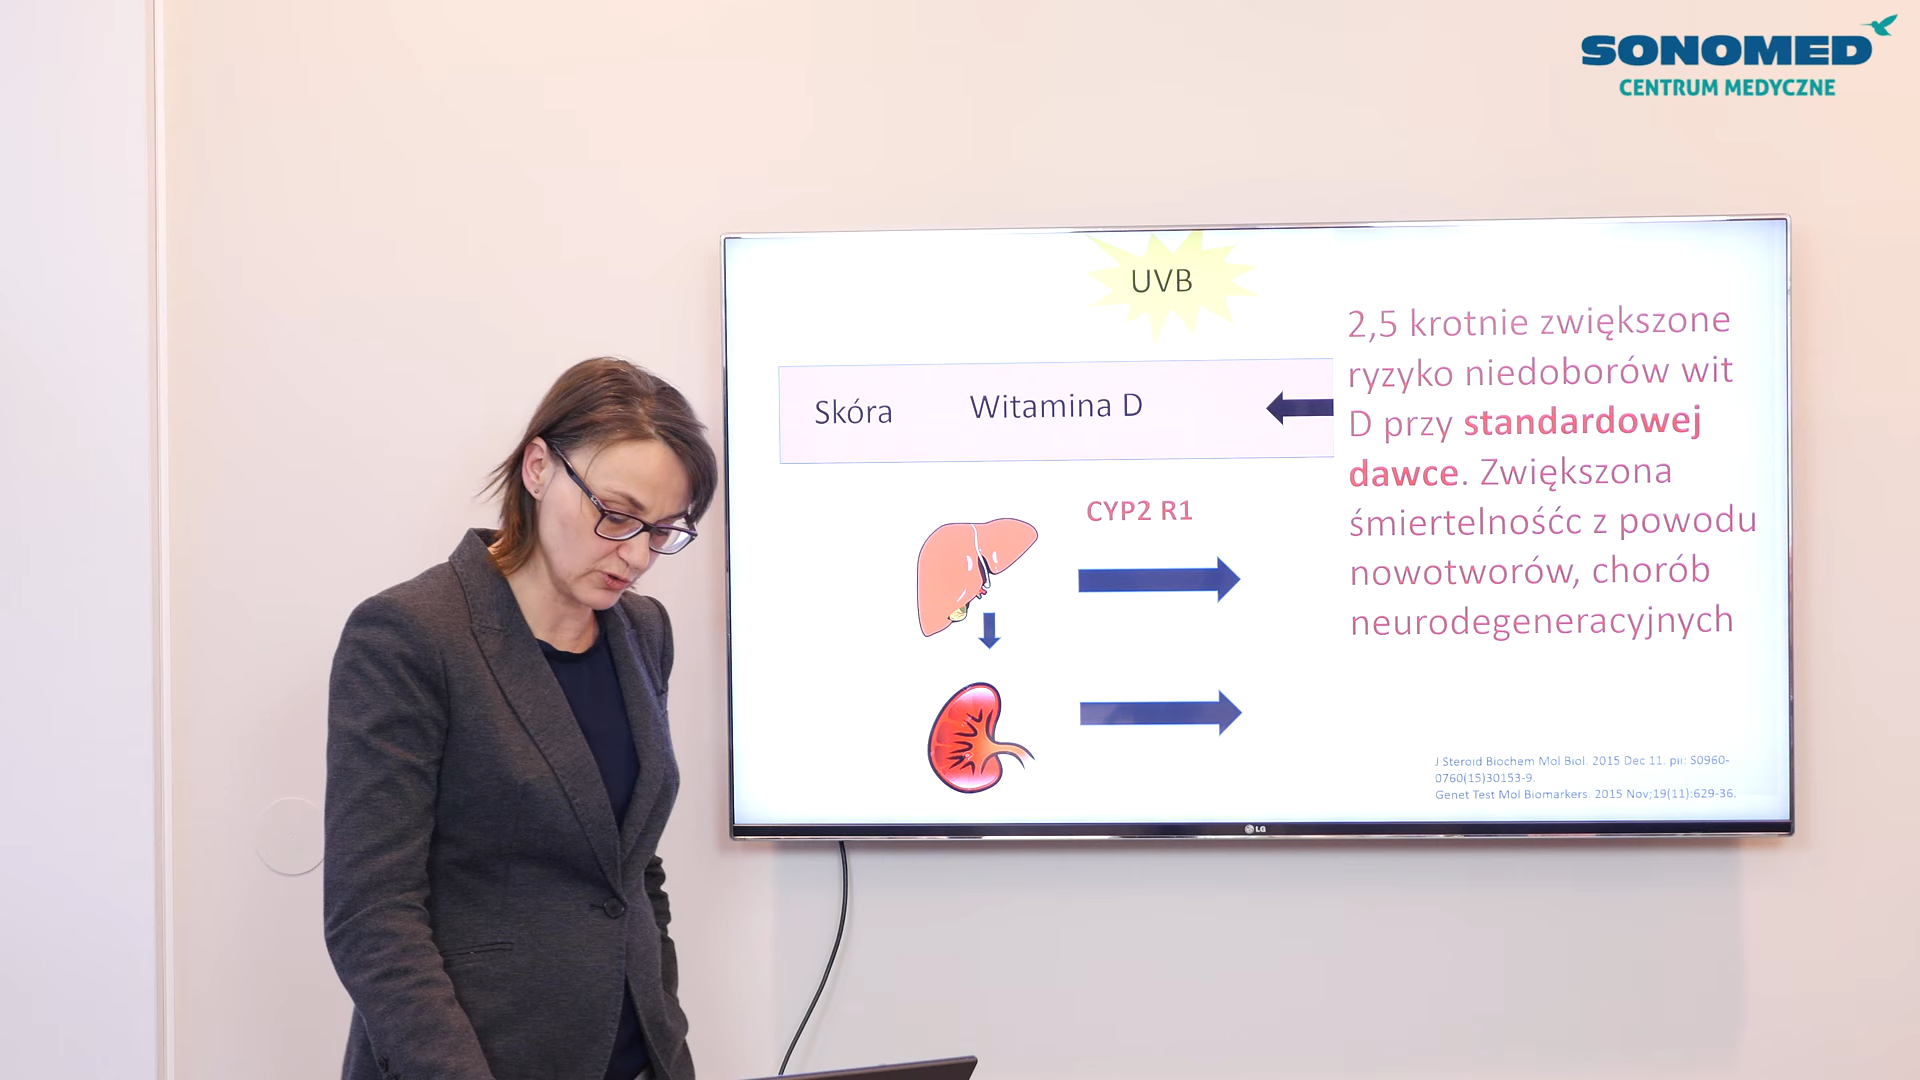 SONOMED
CENTRUM MEDYCZNE
UVB
Skóra
Witamina D
CYP2 R1
2,5 krotnie zwiększone
ryzyko niedoborów wit
D przy standardowej
dawce. Zwiększona
śmiertelnośćc z powodu
nowotworów, chorób
neurodegeneracyjnych
J Steroid Biochem Mol Biol. 2015 Dec 11. pii: S0960-
0760(15)30153-9.
Genet Test Mol Biomarkers. 2015 Nov;19(11):629-36.
LG